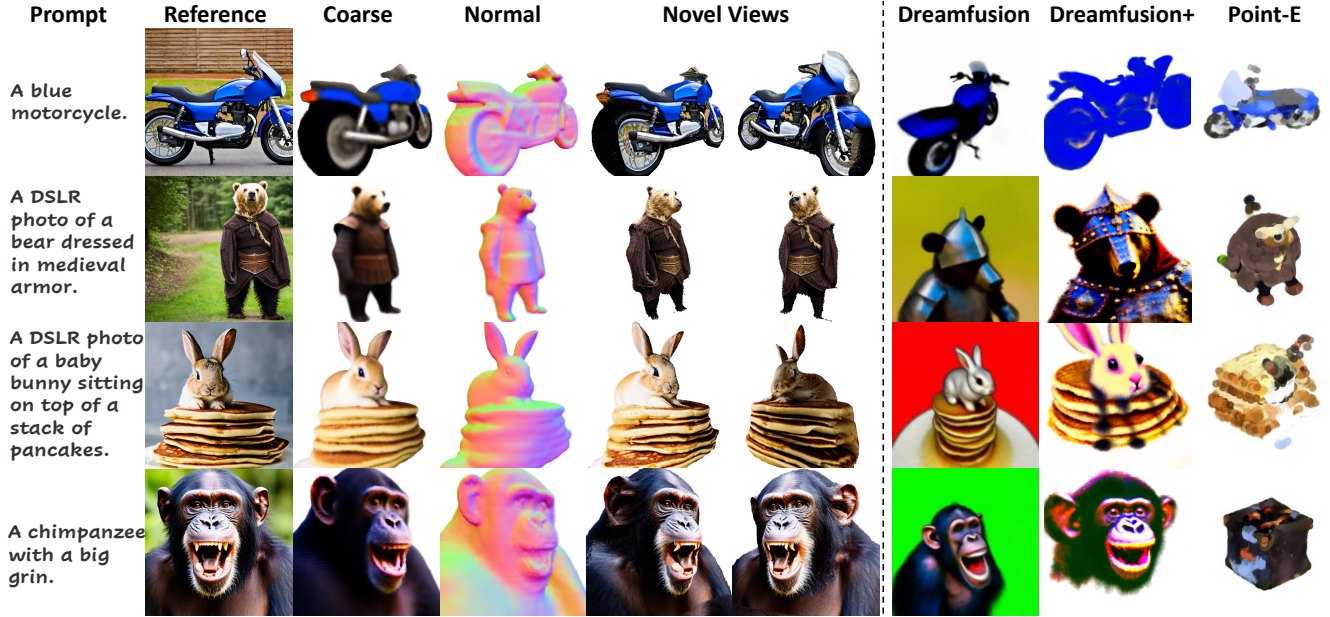 Prompt Reference Coarse Normal Novel Views Dreamfusion Dreamfusion+ Point-E
A blue
motorcycle.
A DSLR
photo of a
bear dressed
in medieval
armor.
A DSLR photo
of a baby
bunny sitting
on top of a
stack of
pancakes.
A chimpanzee
with a big
grin.